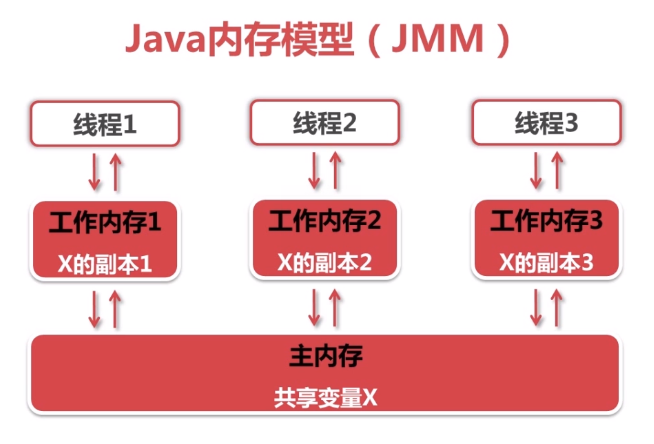 Java内存模型（JMM）
线程1
线程2
线程3
工作内存1
X的副本1
工作内存2
X的副本2
工作内存3
X的副本3
主内存
共享变量X